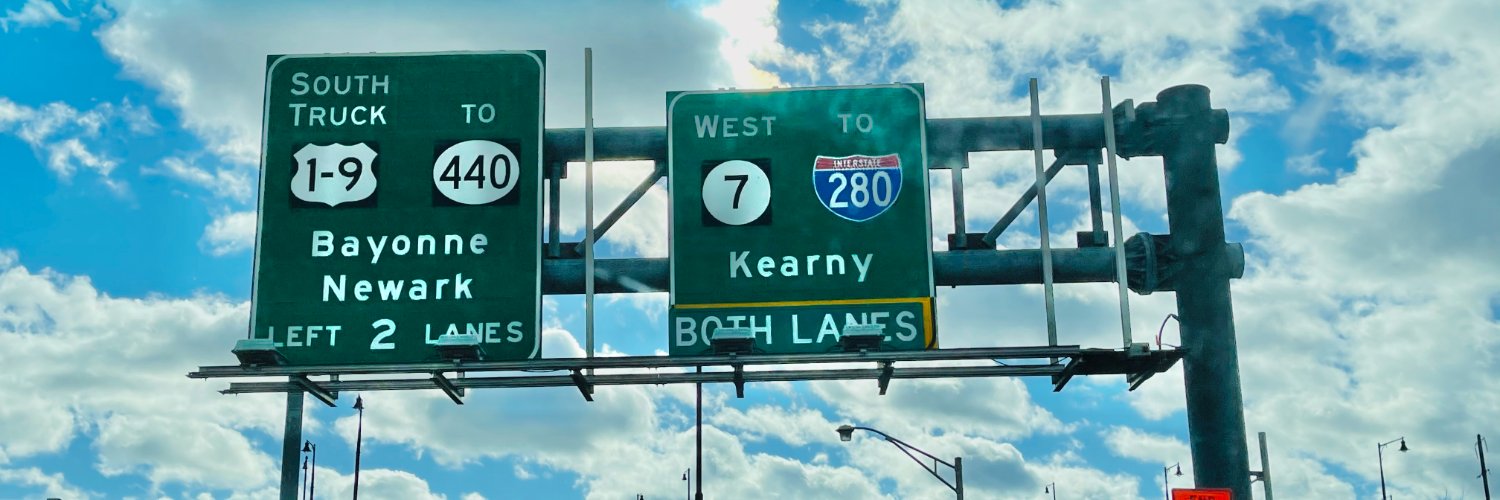 SOUTH
TRUCK TO
1-9 440
Bayonne
Newark
LEFT 2 LANES
WEST TO
7 INTERSTATE 280
Kearny
BOTH LANES